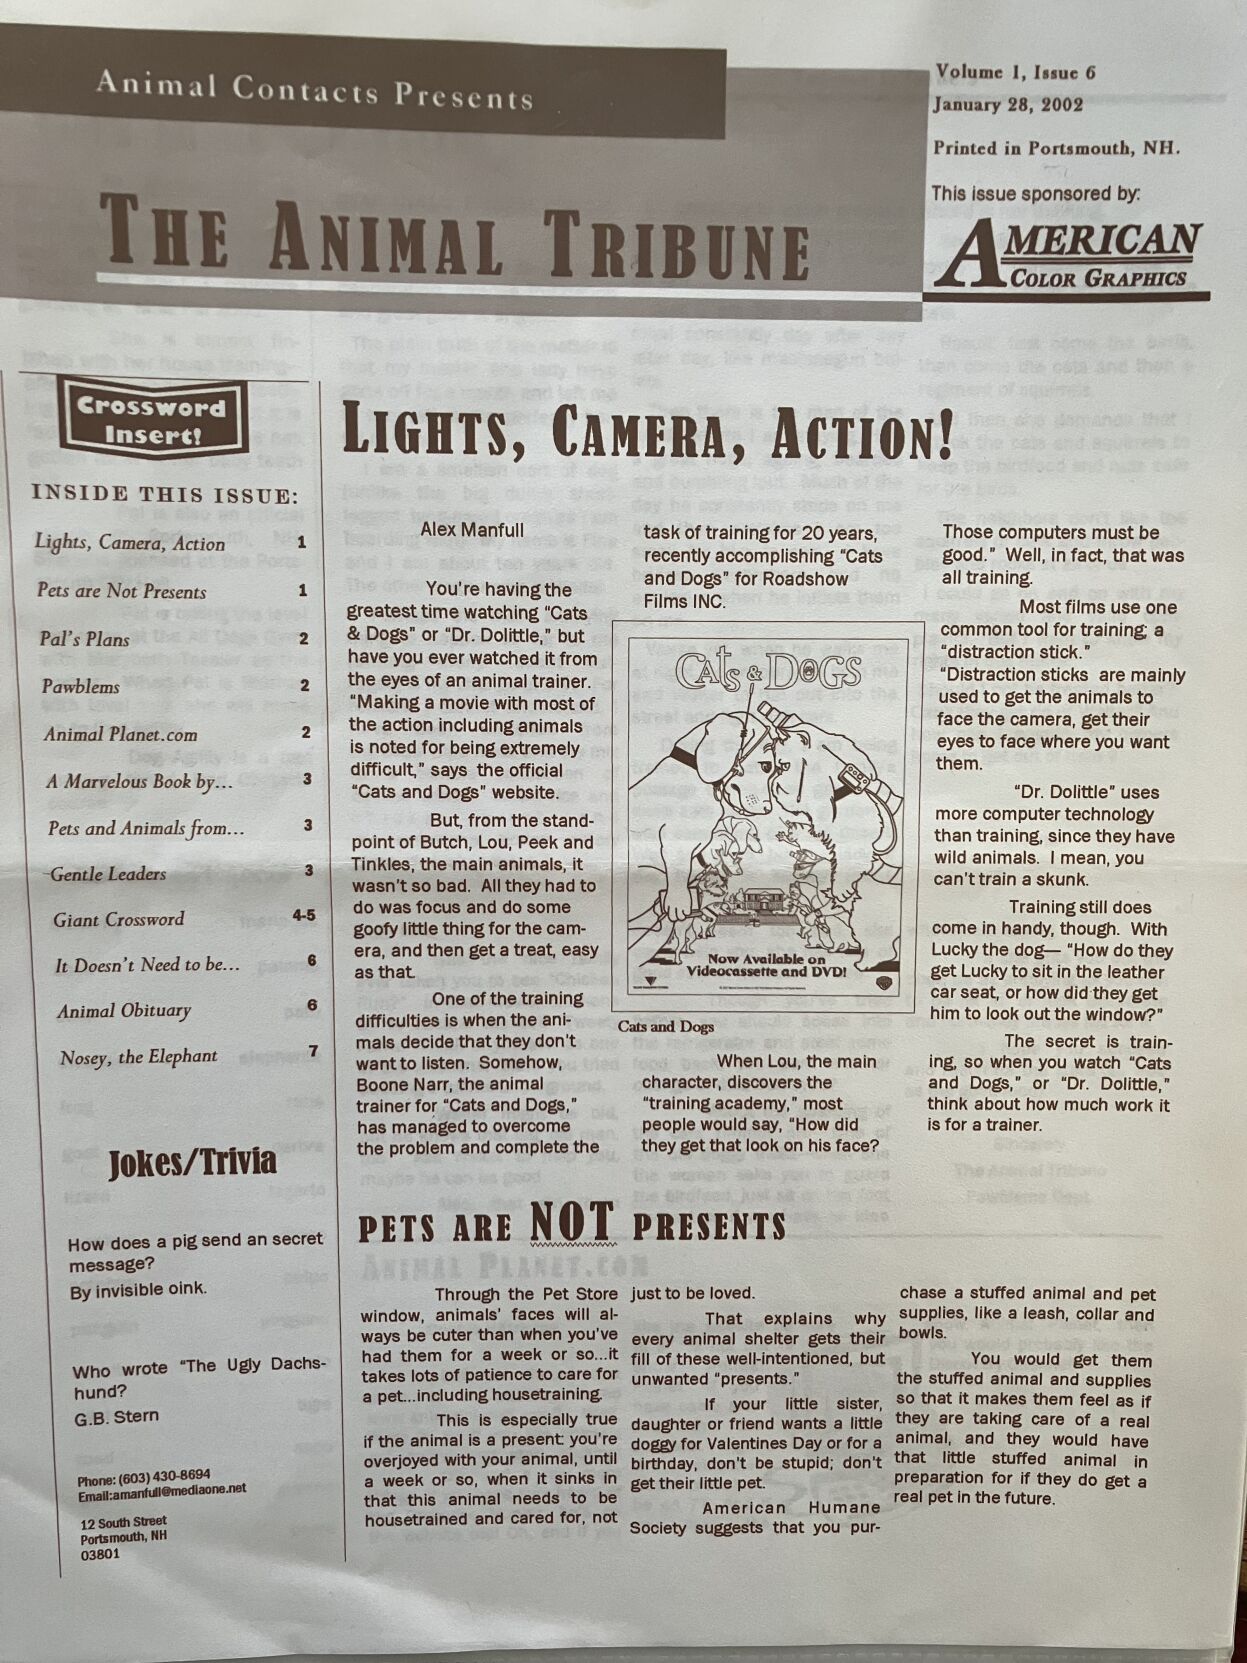 Animal Contacts Presents
THE ANIMAL TRIBUNE
Volume 1, Issue 6
January 28, 2002
Printed in Portsmouth, NH.
This issue sponsored by:
AMERICAN
COLOR GRAPHICS
Crossword
Insert!
INSIDE THIS ISSUE:
Lights, Camera, Action 1
Pets are Not Presents 1
Pal's Plans 2
Pawblems 2
Animal Planet.com 2
A Marvelous Book by... 3
Pets and Animals from... 3
Gentle Leaders 3
Giant Crossword 4-5
It Doesn't Need to be... 6
Animal Obituary 6
Nosey, the Elephant 7
Jokes/Trivia
How does a pig send an secret
message?
By invisible oink.
Who wrote "The Ugly Dachs-
hund?
G.B. Stern
Phone: (603) 430-8694
Email:amanfull@mediaone.net
12 South Street
Portsmouth, NH
03801
LIGHTS, CAMERA, ACTION!
Alex Manfull
You're having the
greatest time watching "Cats
& Dogs" or "Dr. Dolittle," but
have you ever watched it from
the eyes of an animal trainer.
"Making a movie with most of
the action including animals
is noted for being extremely
difficult," says the official
"Cats and Dogs" website.
But, from the stand-
point of Butch, Lou, Peek and
Tinkles, the main animals, it
wasn't so bad. All they had to
do was focus and do some
goofy little thing for the cam-
era, and then get a treat, easy
as that.
One of the training
difficulties is when the ani-
mals decide that they don't
want to listen. Somehow,
Boone Narr, the animal
trainer for "Cats and Dogs,"
has managed to overcome
the problem and complete the
task of training for 20 years,
recently accomplishing "Cats
and Dogs" for Roadshow
Films INC.
CATS & DOGS
Now Available on
Videocassette and DVD!
Cats and Dogs
When Lou, the main
character, discovers the
"training academy," most
people would say, "How did
they get that look on his face?
Those computers must be
good." Well, in fact, that was
all training.
Most films use one
common tool for training; a
"distraction stick."
"Distraction sticks are mainly
used to get the animals to
face the camera, get their
eyes to face where you want
them.
"Dr. Dolittle" uses
more computer technology
than training, since they have
wild animals. I mean, you
can't train a skunk.
Training still does
come in handy, though. With
Lucky the dog— "How do they
get Lucky to sit in the leather
car seat, or how did they get
him to look out the window?"
The secret is train-
ing, so when you watch "Cats
and Dogs," or "Dr. Dolittle,"
think about how much work it
is for a trainer.
PETS ARE NOT PRESENTS
Through the Pet Store
window, animals' faces will al-
ways be cuter than when you've
had them for a week or so...it
takes lots of patience to care for
a pet...including housetraining.
This is especially true
if the animal is a present: you're
overjoyed with your animal, until
a week or so, when it sinks in
that this animal needs to be
housetrained and cared for, not
just to be loved.
That explains why
every animal shelter gets their
fill of these well-intentioned, but
unwanted "presents."
If your little sister,
daughter or friend wants a little
doggy for Valentines Day or for a
birthday, don't be stupid; don't
get their little pet.
American Humane
Society suggests that you pur-
chase a stuffed animal and pet
supplies, like a leash, collar and
bowls.
You would get them
the stuffed animal and supplies
so that it makes them feel as if
they are taking care of a real
animal, and they would have
that little stuffed animal in
preparation for if they do get a
real pet in the future.